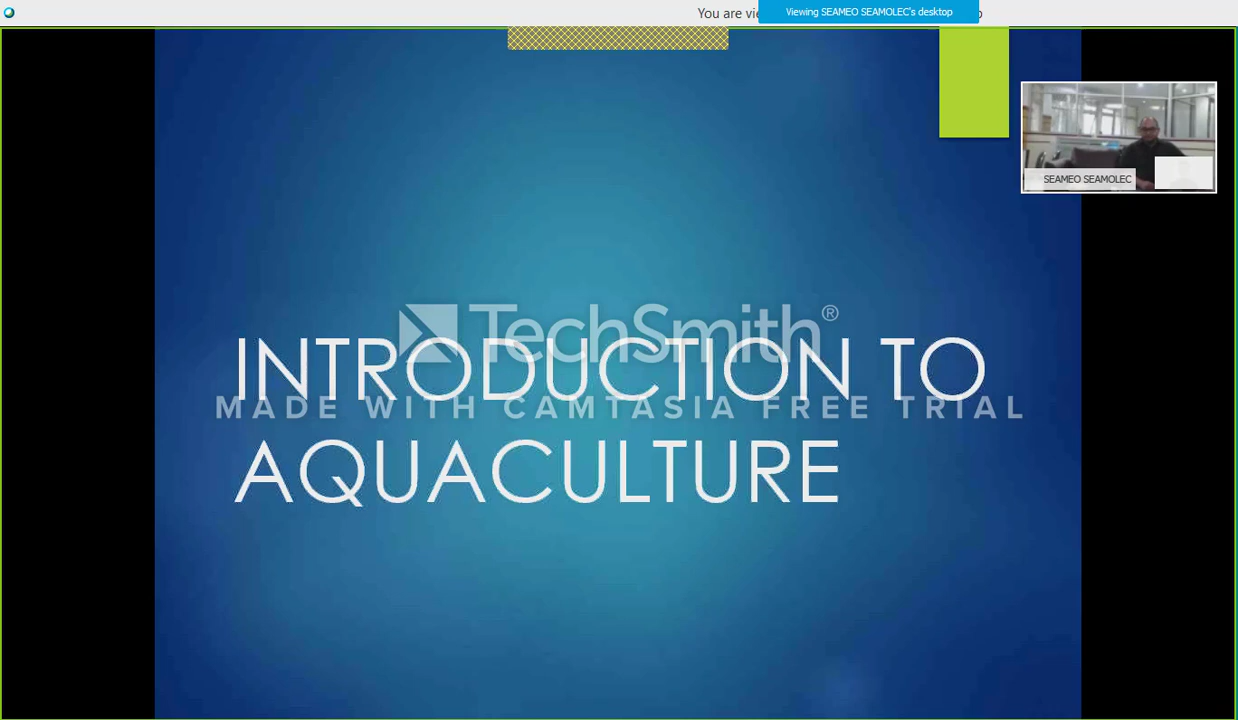 You are vie
Viewing SEAMEO SEAMOLEC's desktop
SEAMEO SEAMOLEC
TechSmith®
INTRODUCTION TO
MADE WITH CAMTASIA FREE TRIAL
AQUACULTURE